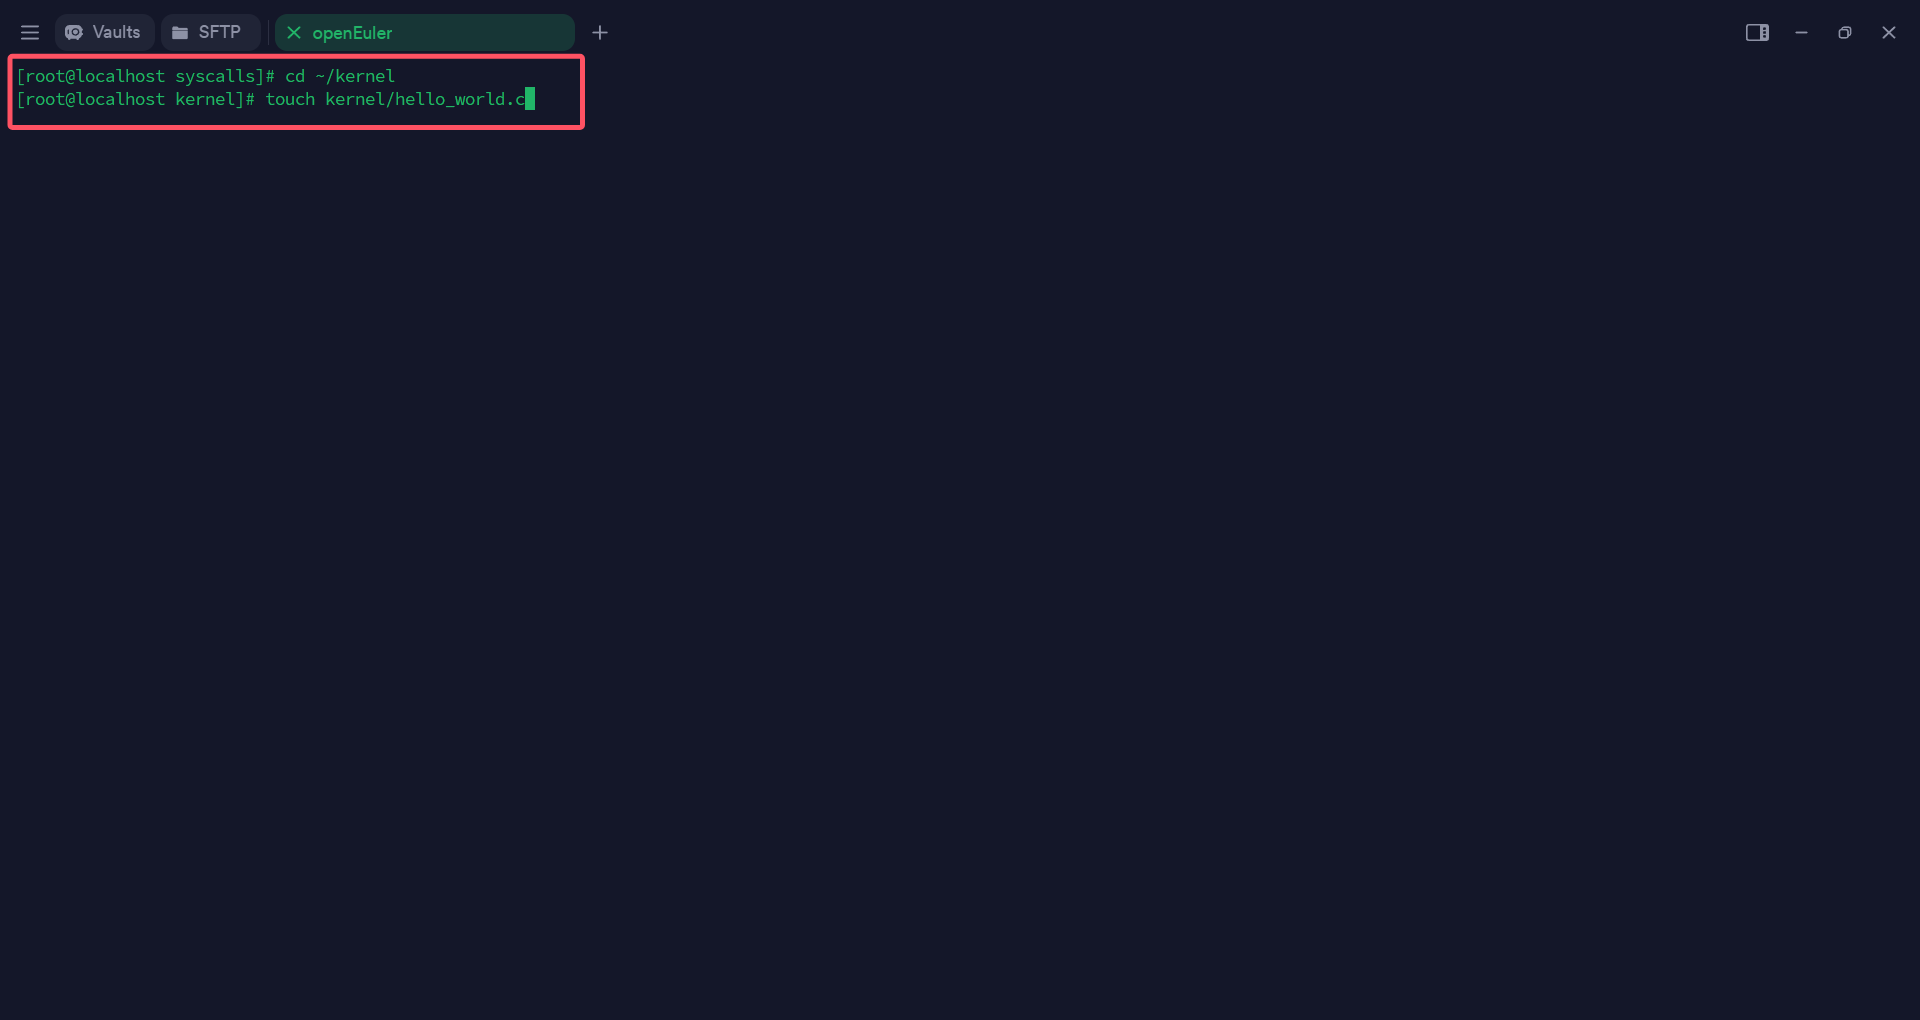 Vaults SFTP openEuler
[root@localhost syscalls]# cd ~/kernel
[root@localhost kernel]# touch kernel/hello_world.c